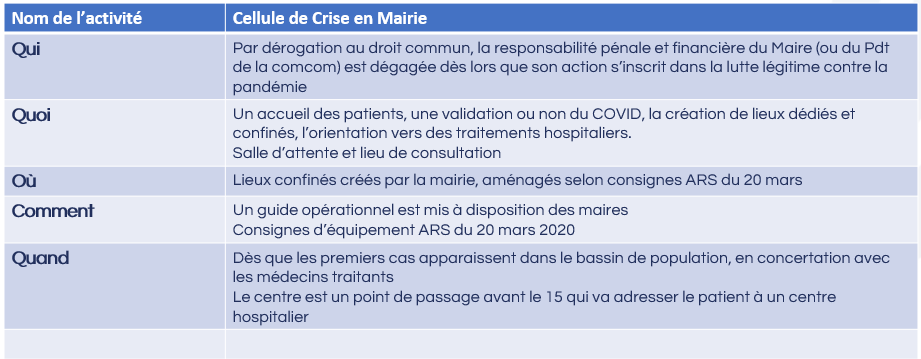 Nom de l’activité
Cellule de Crise en Mairie
Qui
Par dérogation au droit commun, la responsabilité pénale et financière du Maire (ou du Pdt
de la comcom) est dégagée dès lors que son action s’inscrit dans la lutte légitime contre la
pandémie
Quoi
Un accueil des patients, une validation ou non du COVID, la création de lieux dédiés et
confinés, l’orientation vers des traitements hospitaliers.
Salle d’attente et lieu de consultation
Où
Lieux confinés créés par la mairie, aménagés selon consignes ARS du 20 mars
Comment
Un guide opérationnel est mis à disposition des maires
Consignes d’équipement ARS du 20 mars 2020
Quand
Dès que les premiers cas apparaissent dans le bassin de population, en concertation avec
les médecins traitants
Le centre est un point de passage avant le 15 qui va adresser le patient à un centre
hospitalier